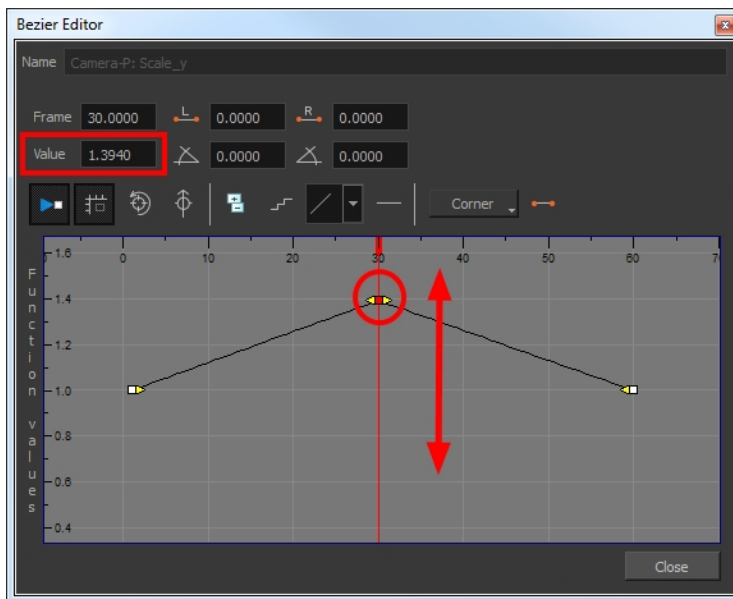 Bezier Editor
Name Camera-P: Scale_y
Frame 30.0000 L 0.0000 R 0.0000
Value 1.3940 0.0000 0.0000
Corner
Function values
0 10 20 30 40 50 60 7
1.6
1.4
1.2
1.0
0.8
0.6
0.4
Close